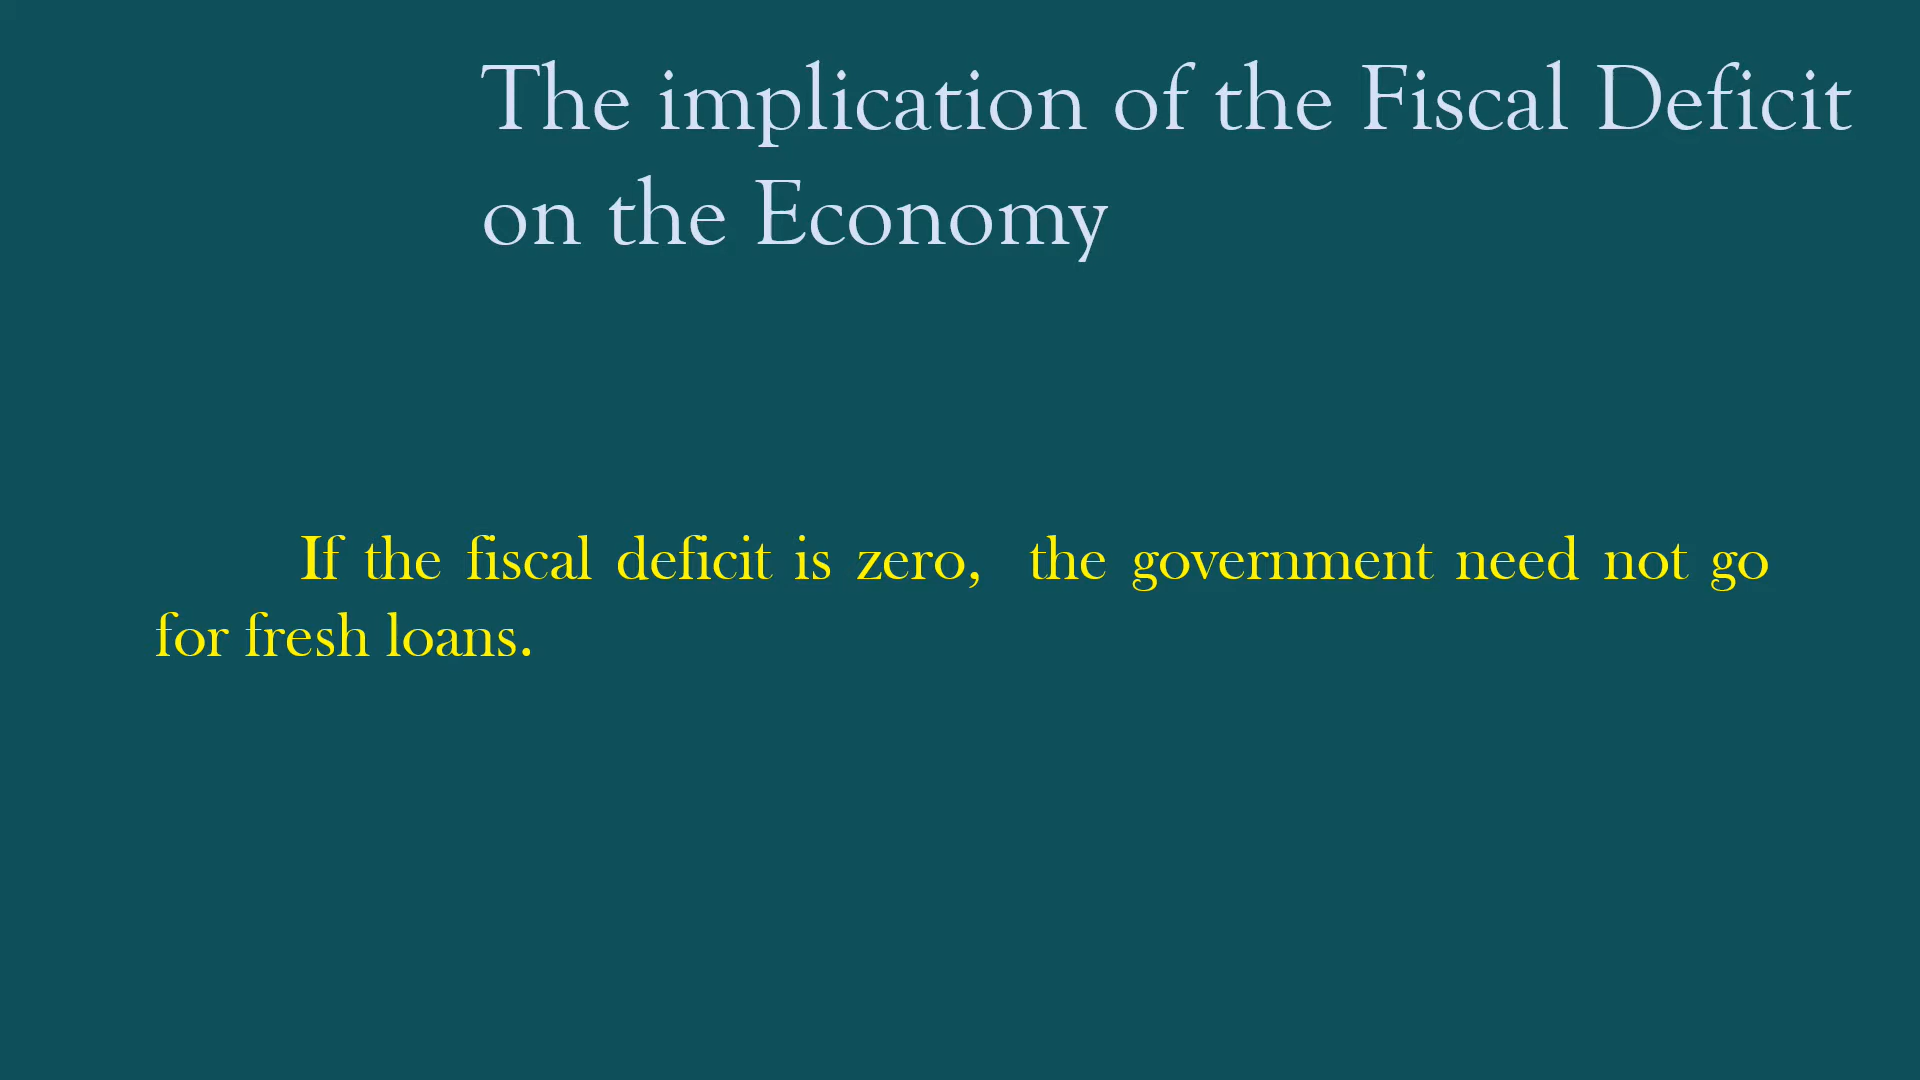 The implication of the Fiscal Deficit
on the Economy
If the fiscal deficit is zero, the government need not go
for fresh loans.